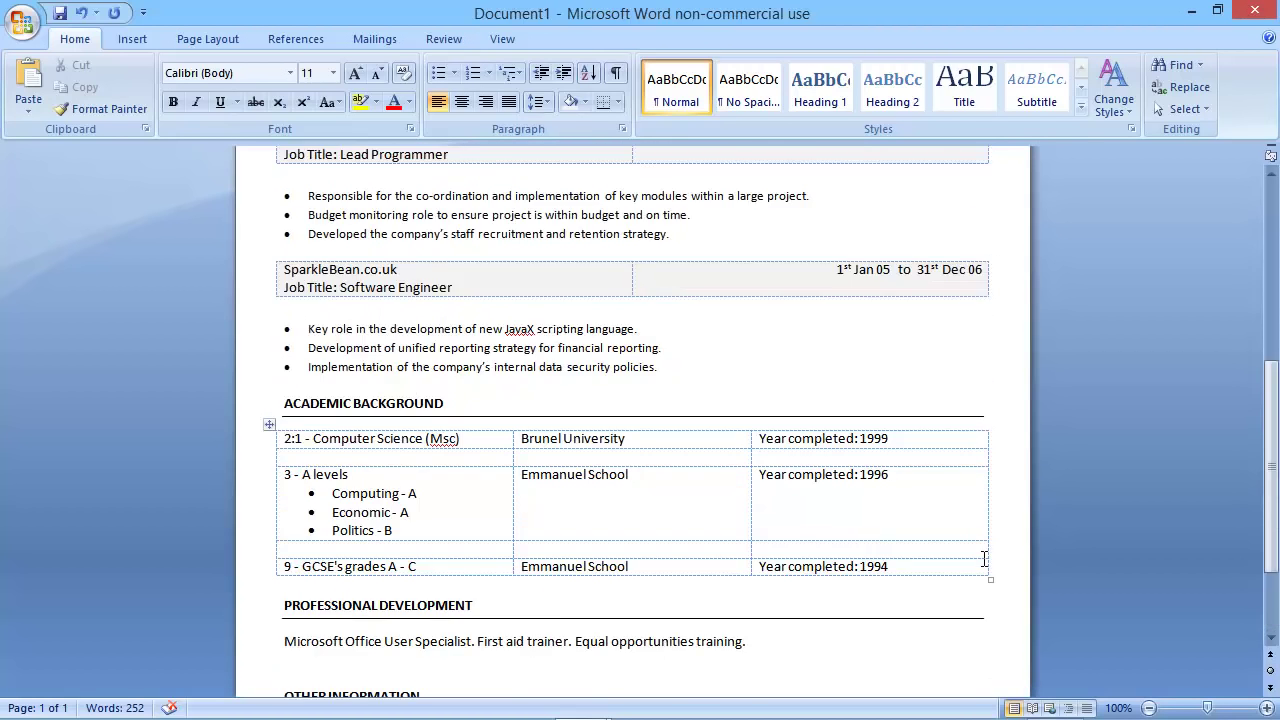 Document1 - Microsoft Word non-commercial use
Home Insert Page Layout References Mailings Review View
Paste
Cut
Copy
Format Painter
Clipboard
Calibri (Body) 11
Font
Paragraph
AaBbCcDc AaBbCcDc AaBbC AaBbCc AaB AaBbCc.
¶ Normal ¶ No Spaci... Heading 1 Heading 2 Title Subtitle
Change Styles
Styles
Find
Replace
Select
Editing
Job Title: Lead Programmer
• Responsible for the co-ordination and implementation of key modules within a large project.
• Budget monitoring role to ensure project is within budget and on time.
• Developed the company’s staff recruitment and retention strategy.
SparkleBean.co.uk 1st Jan 05 to 31st Dec 06
Job Title: Software Engineer
• Key role in the development of new JavaX scripting language.
• Development of unified reporting strategy for financial reporting.
• Implementation of the company’s internal data security policies.
ACADEMIC BACKGROUND
2:1 - Computer Science (Msc) Brunel University Year completed: 1999
3 - A levels Emmanuel School Year completed: 1996
• Computing - A
• Economic - A
• Politics - B
9 - GCSE's grades A - C Emmanuel School Year completed: 1994
PROFESSIONAL DEVELOPMENT
Microsoft Office User Specialist. First aid trainer. Equal opportunities training.
OTHER INFORMATION
Page: 1 of 1 Words: 252 100%